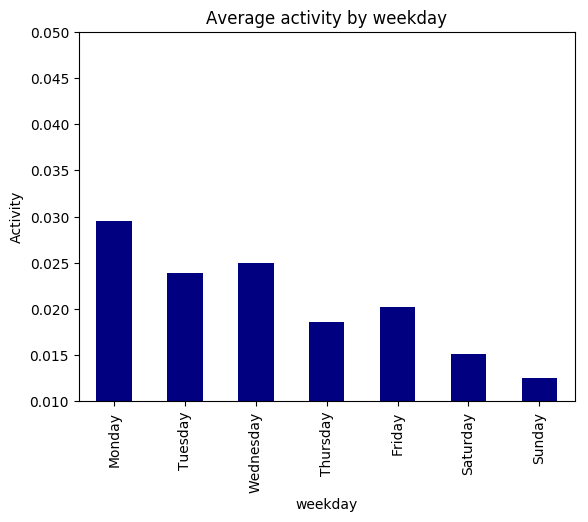 Average activity by weekday
0.050
0.045
0.040
0.035
0.030
0.025
0.020
0.015
0.010
Activity
Monday
Tuesday
Wednesday
Thursday
Friday
Saturday
Sunday
weekday